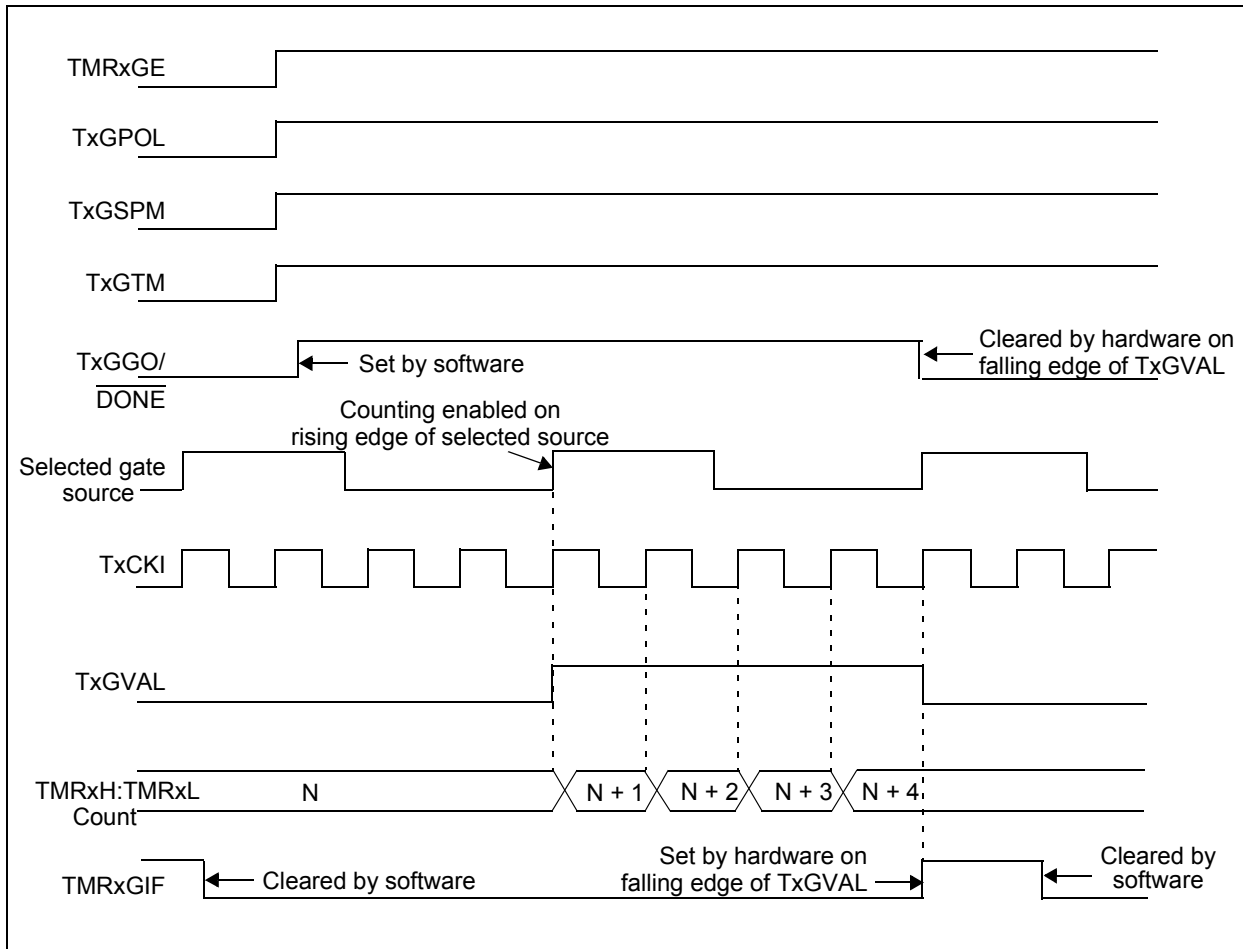 TMRxGE
TxGPOL
TxGSPM
TxGTM
TxGGO/
DONE
Set by software
Cleared by hardware on
falling edge of TxGVAL
Counting enabled on
rising edge of selected source
Selected gate
source
TxCKI
TxGVAL
TMRxH:TMRxL
Count
N
N + 1
N + 2
N + 3
N + 4
TMRxGIF
Cleared by software
Set by hardware on
falling edge of TxGVAL
Cleared by
software